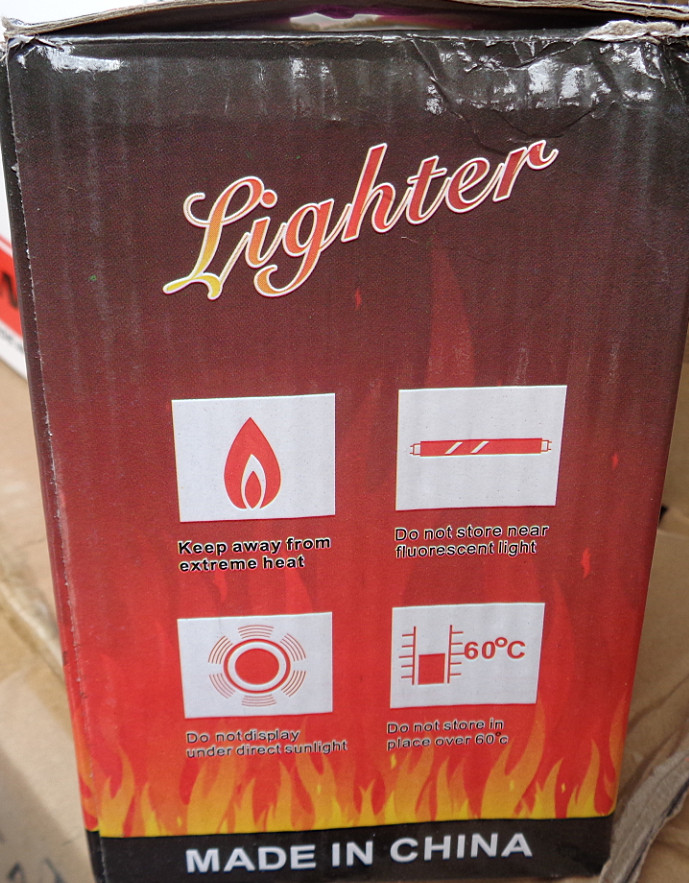 Lighter
Keep away from
extreme heat
Do not store near
fluorescent light
60°C
Do notdisplay
under direct sunlight
Do not store in
place over 60°c
MADE IN CHINA